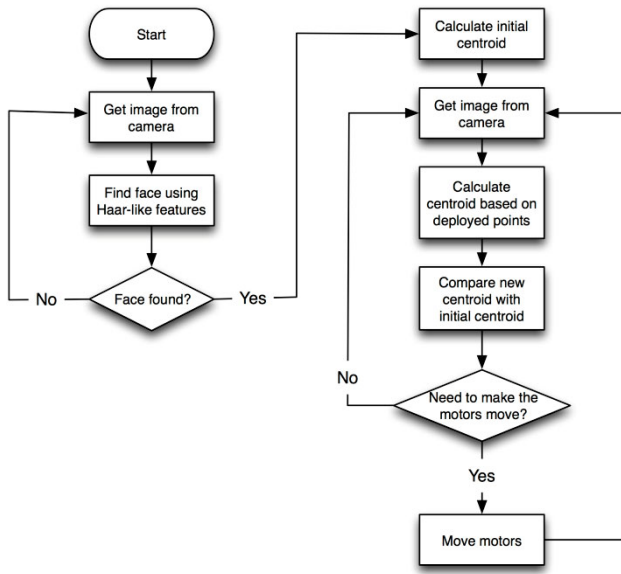 Start
Get image from
camera
Find face using
Haar-like features
Face found?
No
Yes
Calculate initial
centroid
Get image from
camera
Calculate
centroid based on
deployed points
Compare new
centroid with
initial centroid
Need to make the
motors move?
No
Yes
Move motors